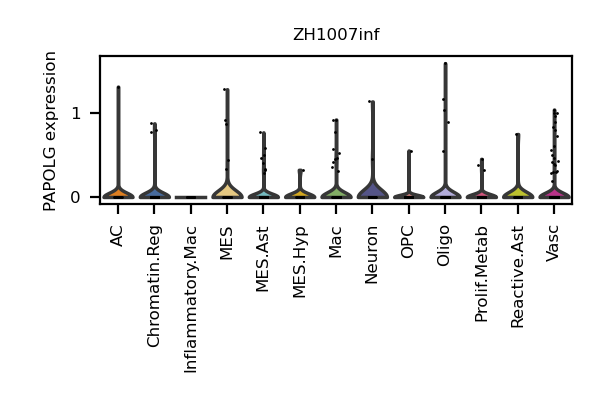 ZH1007inf
PAPOLG expression
1
0
AC
Chromatin.Reg
Inflammatory.Mac
MES
MES.Ast
MES.Hyp
Mac
Neuron
OPC
Oligo
Prolif.Metab
Reactive.Ast
Vasc